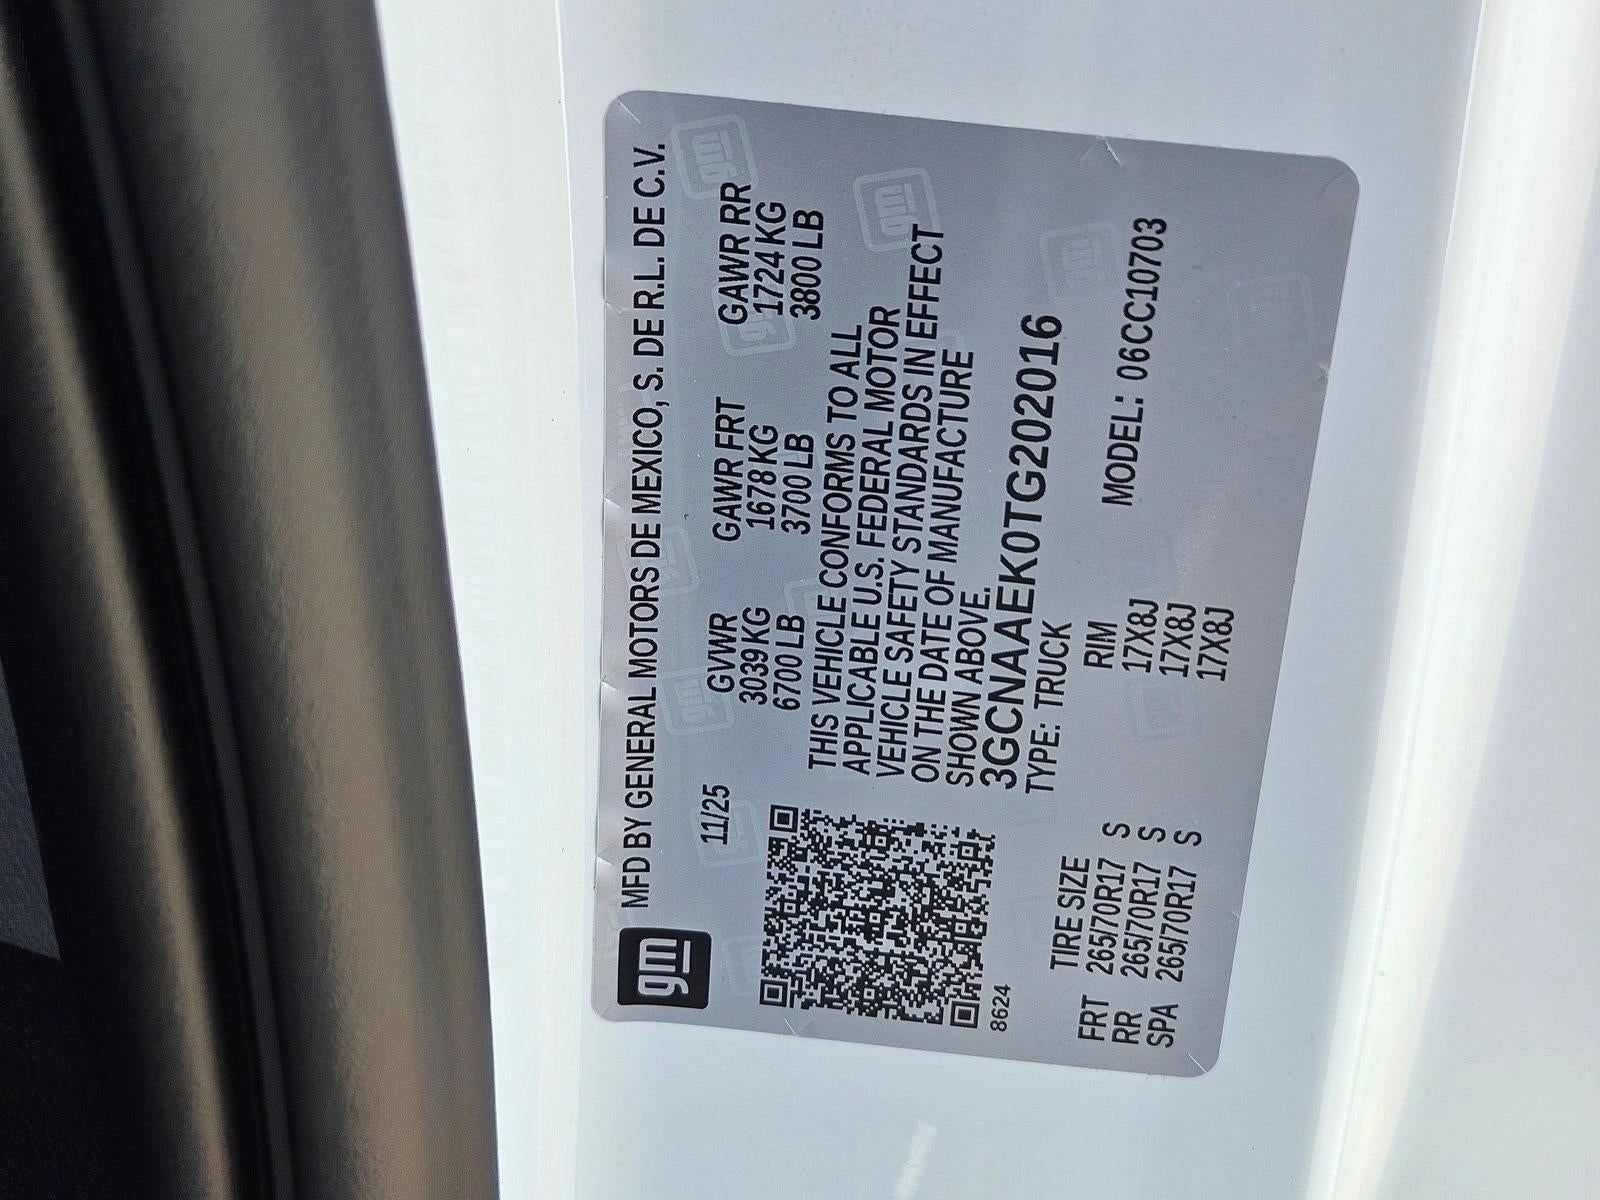 gm
MFD BY GENERAL MOTORS DE MEXICO, S. DE R.L. DE C.V.
11/25
GVWR GAWR FRT GAWR RR
3039 KG 1678 KG 1724 KG
6700 LB 3700 LB 3800 LB
THIS VEHICLE CONFORMS TO ALL
APPLICABLE U.S. FEDERAL MOTOR
VEHICLE SAFETY STANDARDS IN EFFECT
ON THE DATE OF MANUFACTURE
SHOWN ABOVE.
3GCNAAEK0TG202016
8624
TYPE: TRUCK
TIRE SIZE RIM MODEL: 06CC10703
FRT 265/70R17 S 17X8J
RR 265/70R17 S 17X8J
SPA 265/70R17 S 17X8J